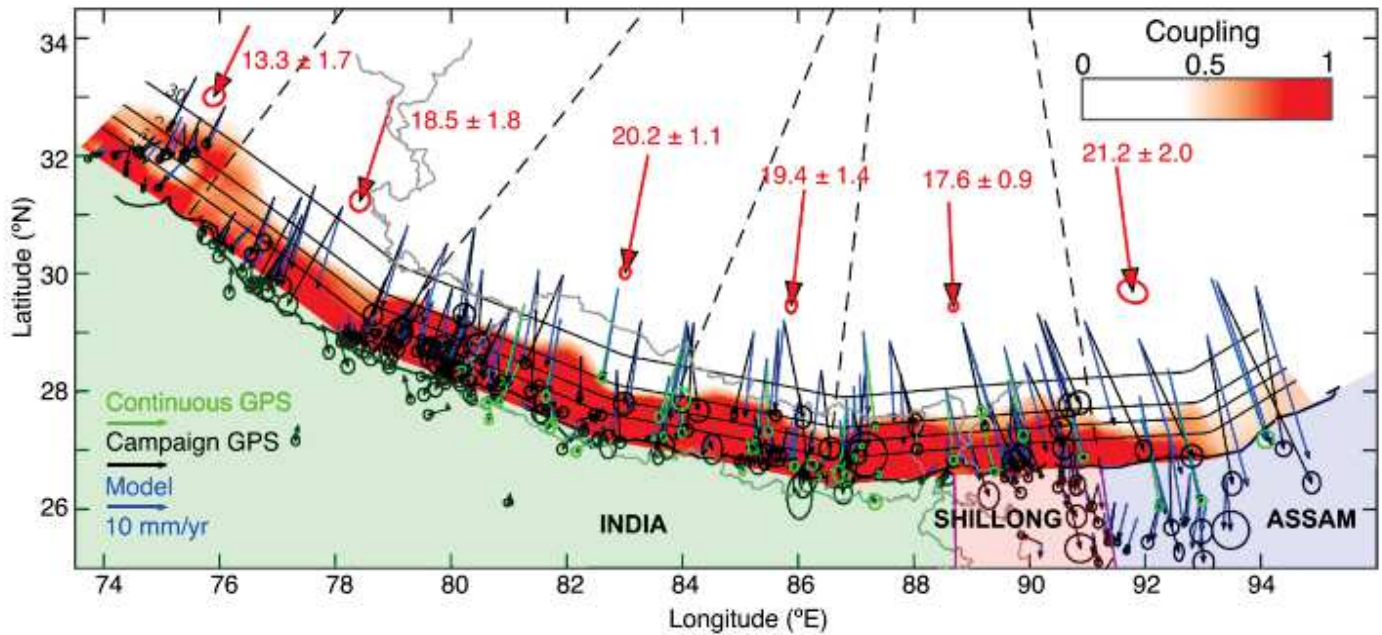 34
32
30
28
26
Latitude (ºN)
13.3 ± 1.7
18.5 ± 1.8
20.2 ± 1.1
19.4 ± 1.4
17.6 ± 0.9
21.2 ± 2.0
Coupling
0 0.5 1
30
Continuous GPS
Campaign GPS
Model
10 mm/yr
INDIA
SHILLONG
ASSAM
74 76 78 80 82 84 86 88 90 92 94
Longitude (ºE)